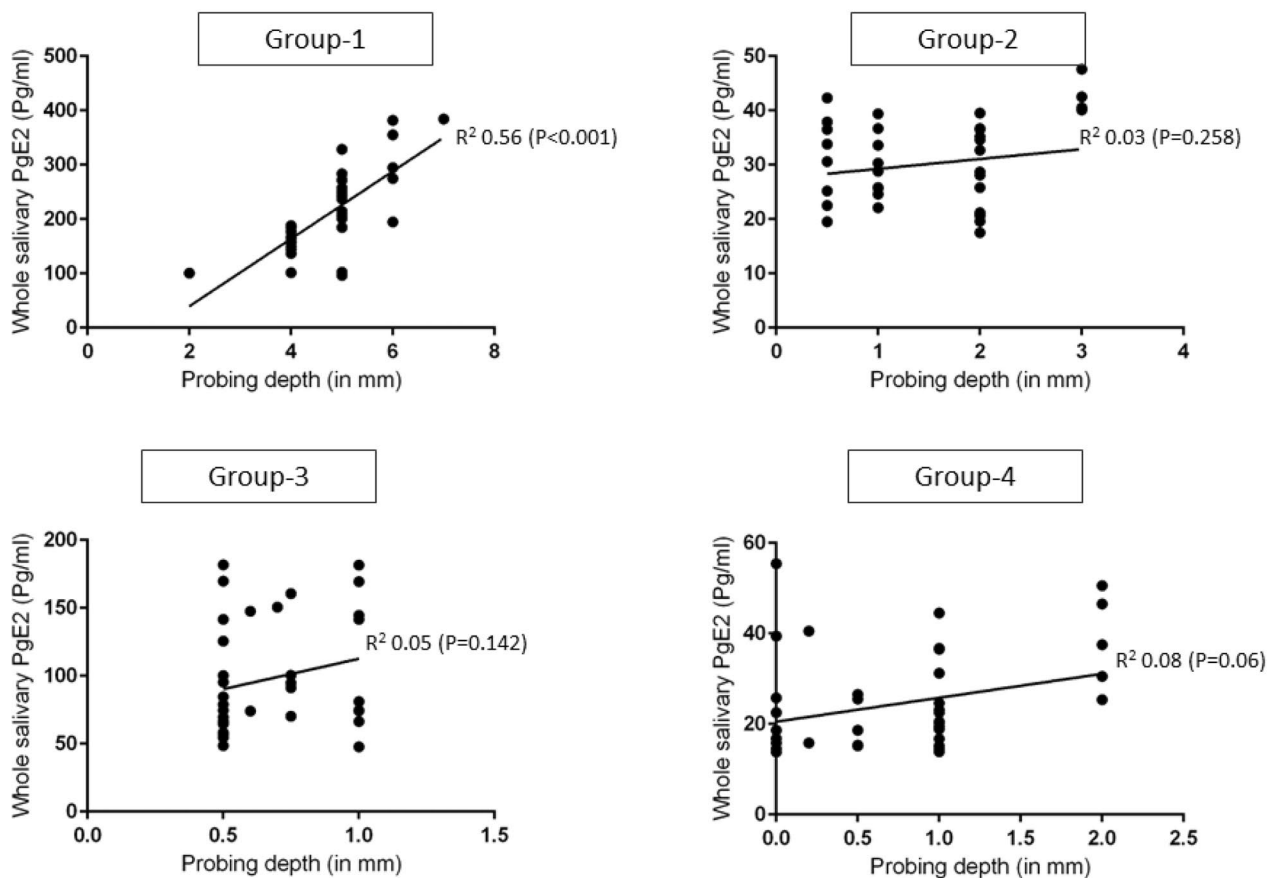 Group-1
Whole salivary PgE2 (Pg/ml)
500
400
300
200
100
0
R² 0.56 (P<0.001)
0 2 4 6 8
Probing depth (in mm)
Group-2
Whole salivary PgE2 (Pg/ml)
50
40
30
20
10
0
R² 0.03 (P=0.258)
0 1 2 3 4
Probing depth (in mm)
Group-3
Whole salivary PgE2 (Pg/ml)
200
150
100
50
0
R² 0.05 (P=0.142)
0.0 0.5 1.0 1.5
Probing depth (in mm)
Group-4
Whole salivary PgE2 (Pg/ml)
60
40
20
0
R² 0.08 (P=0.06)
0.0 0.5 1.0 1.5 2.0 2.5
Probing depth (in mm)